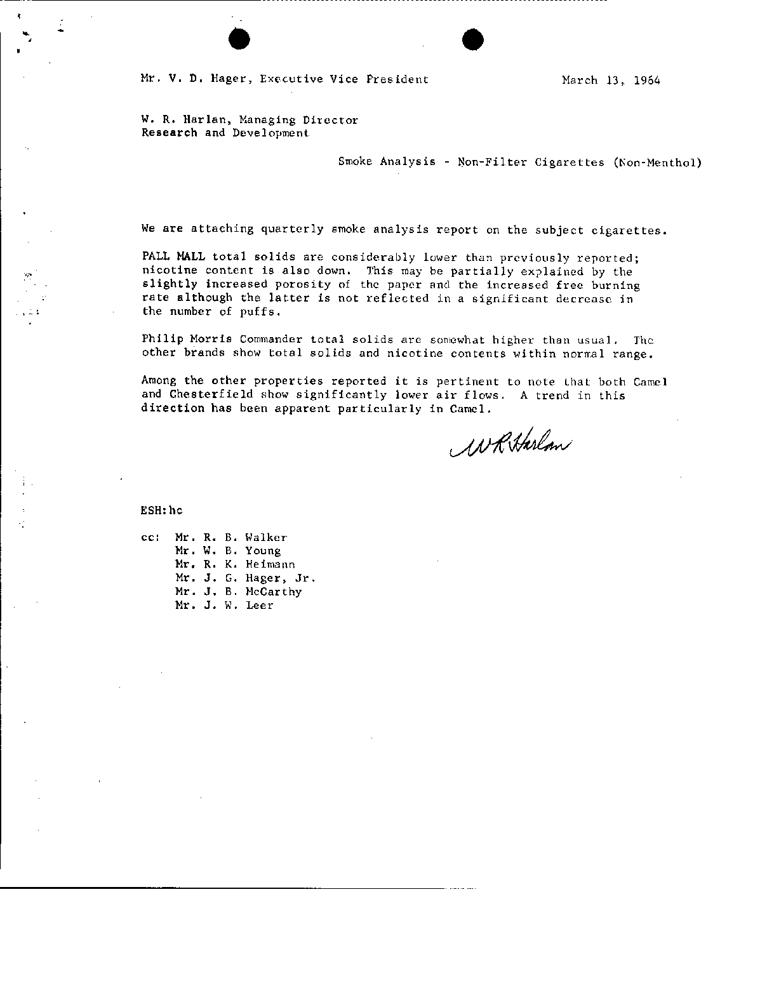 Mr. V. D. Hager, Executive Vice President March 13, 1964
W. R. Harlan, Managing Director
Research and Development
Smoke Analysis - Non-Filter Cigarettes (Non-Menthol)
We are attaching quarterly smoke analysis report on the subject cigarettes.
PALL MALL total solids are considerably lower than previously reported;
nicotine content is also down. This may be partially explained by the
slightly increased porosity of the paper and the increased free burning
rate although the latter is not reflected in a significant decrease in
the number of puffs.
Philip Morris Commander total solids are somewhat higher than usual. The
other brands show total solids and nicotine contents within normal range.
Among the other properties reported it is pertinent to note that both Camel
and Chesterfield show significantly lower air flows. A trend in this
direction has been apparent particularly in Camel.
WRHarlan
ESH:hc
cc: Mr. R. B. Walker
Mr. W. B. Young
Mr. R. K. Heimann
Mr. J. G. Hager, Jr.
Mr. J. B. McCarthy
Mr. J. W. Leer